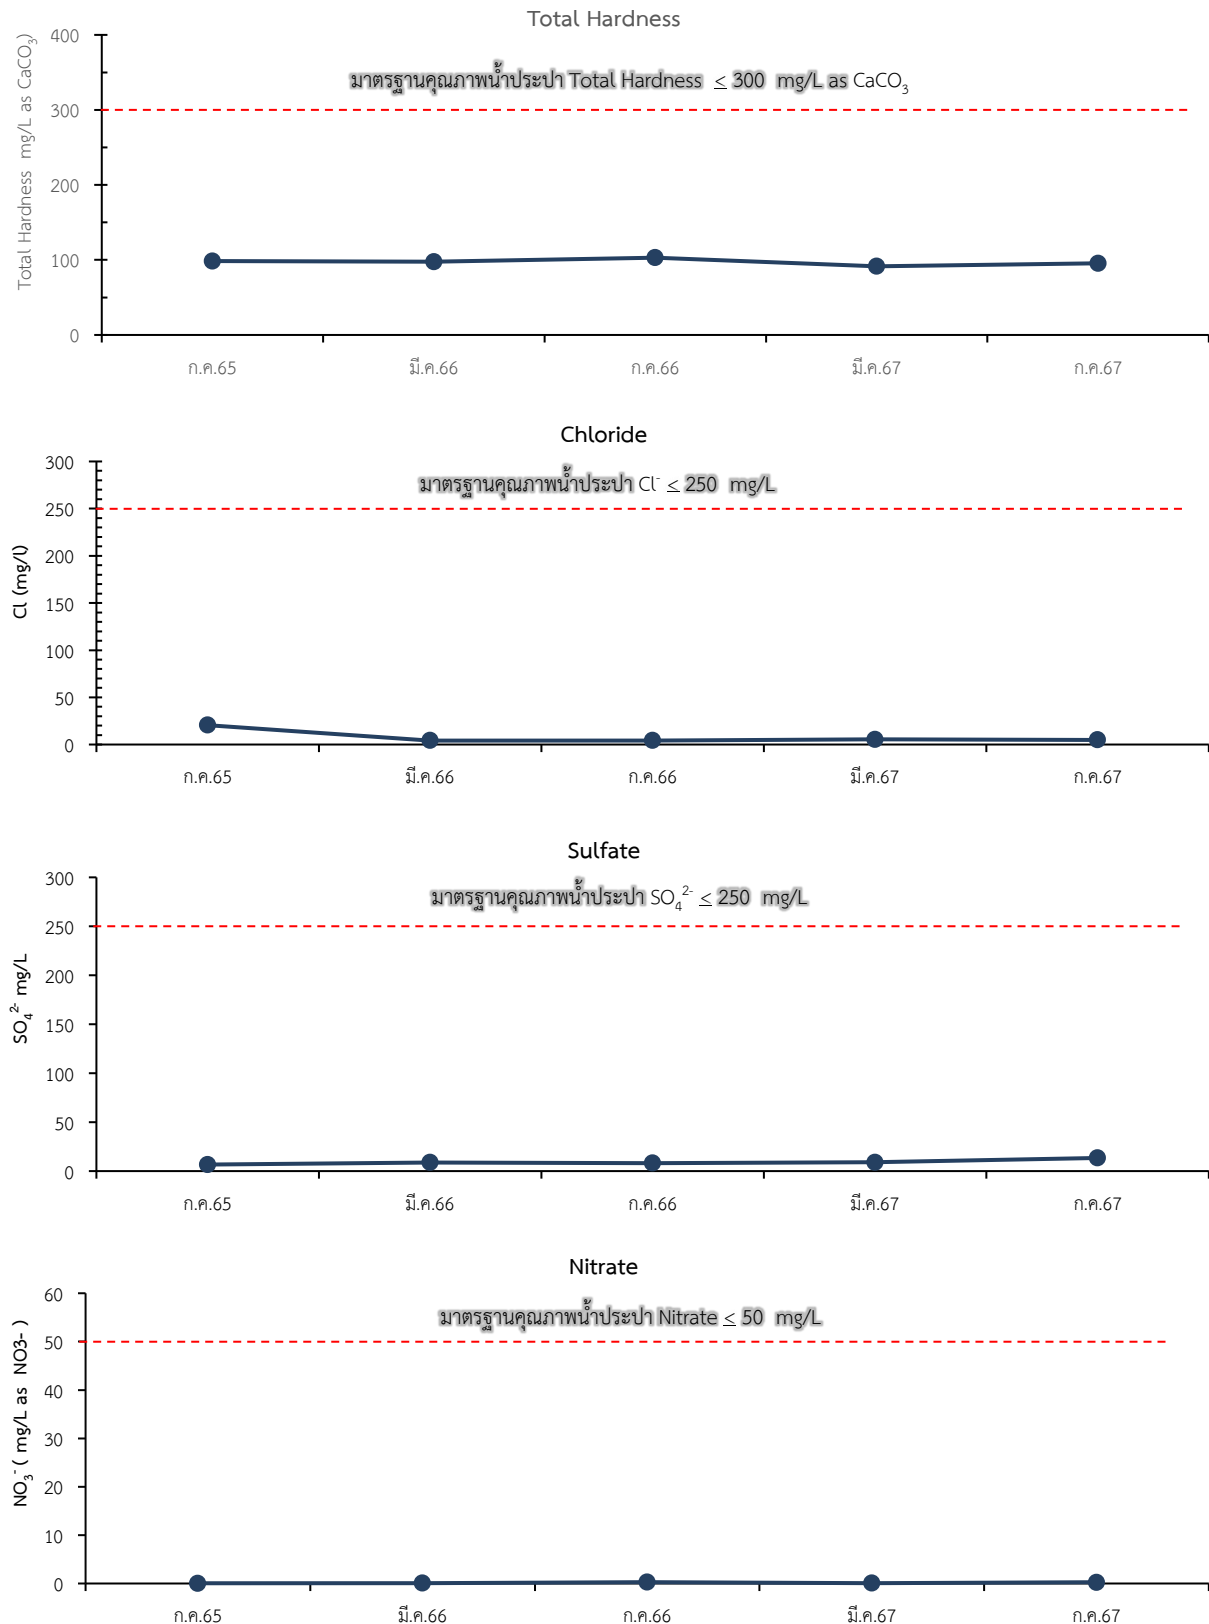 Total Hardness
Total Hardness mg/L as CaCO₃)
400
300
200
100
0
มาตรฐานคุณภาพน้ำประปา Total Hardness ≤ 300 mg/L as CaCO₃
ก.ค.65 มี.ค.66 ก.ค.66 มี.ค.67 ก.ค.67
Chloride
Cl (mg/l)
300
250
200
150
100
50
0
มาตรฐานคุณภาพน้ำประปา Cl⁻ ≤ 250 mg/L
ก.ค.65 มี.ค.66 ก.ค.66 มี.ค.67 ก.ค.67
Sulfate
SO₄²⁻ mg/L
300
250
200
150
100
50
0
มาตรฐานคุณภาพน้ำประปา SO₄²⁻ ≤ 250 mg/L
ก.ค.65 มี.ค.66 ก.ค.66 มี.ค.67 ก.ค.67
Nitrate
NO₃⁻ ( mg/L as NO3- )
60
50
40
30
20
10
0
มาตรฐานคุณภาพน้ำประปา Nitrate ≤ 50 mg/L
ก.ค.65 มี.ค.66 ก.ค.66 มี.ค.67 ก.ค.67